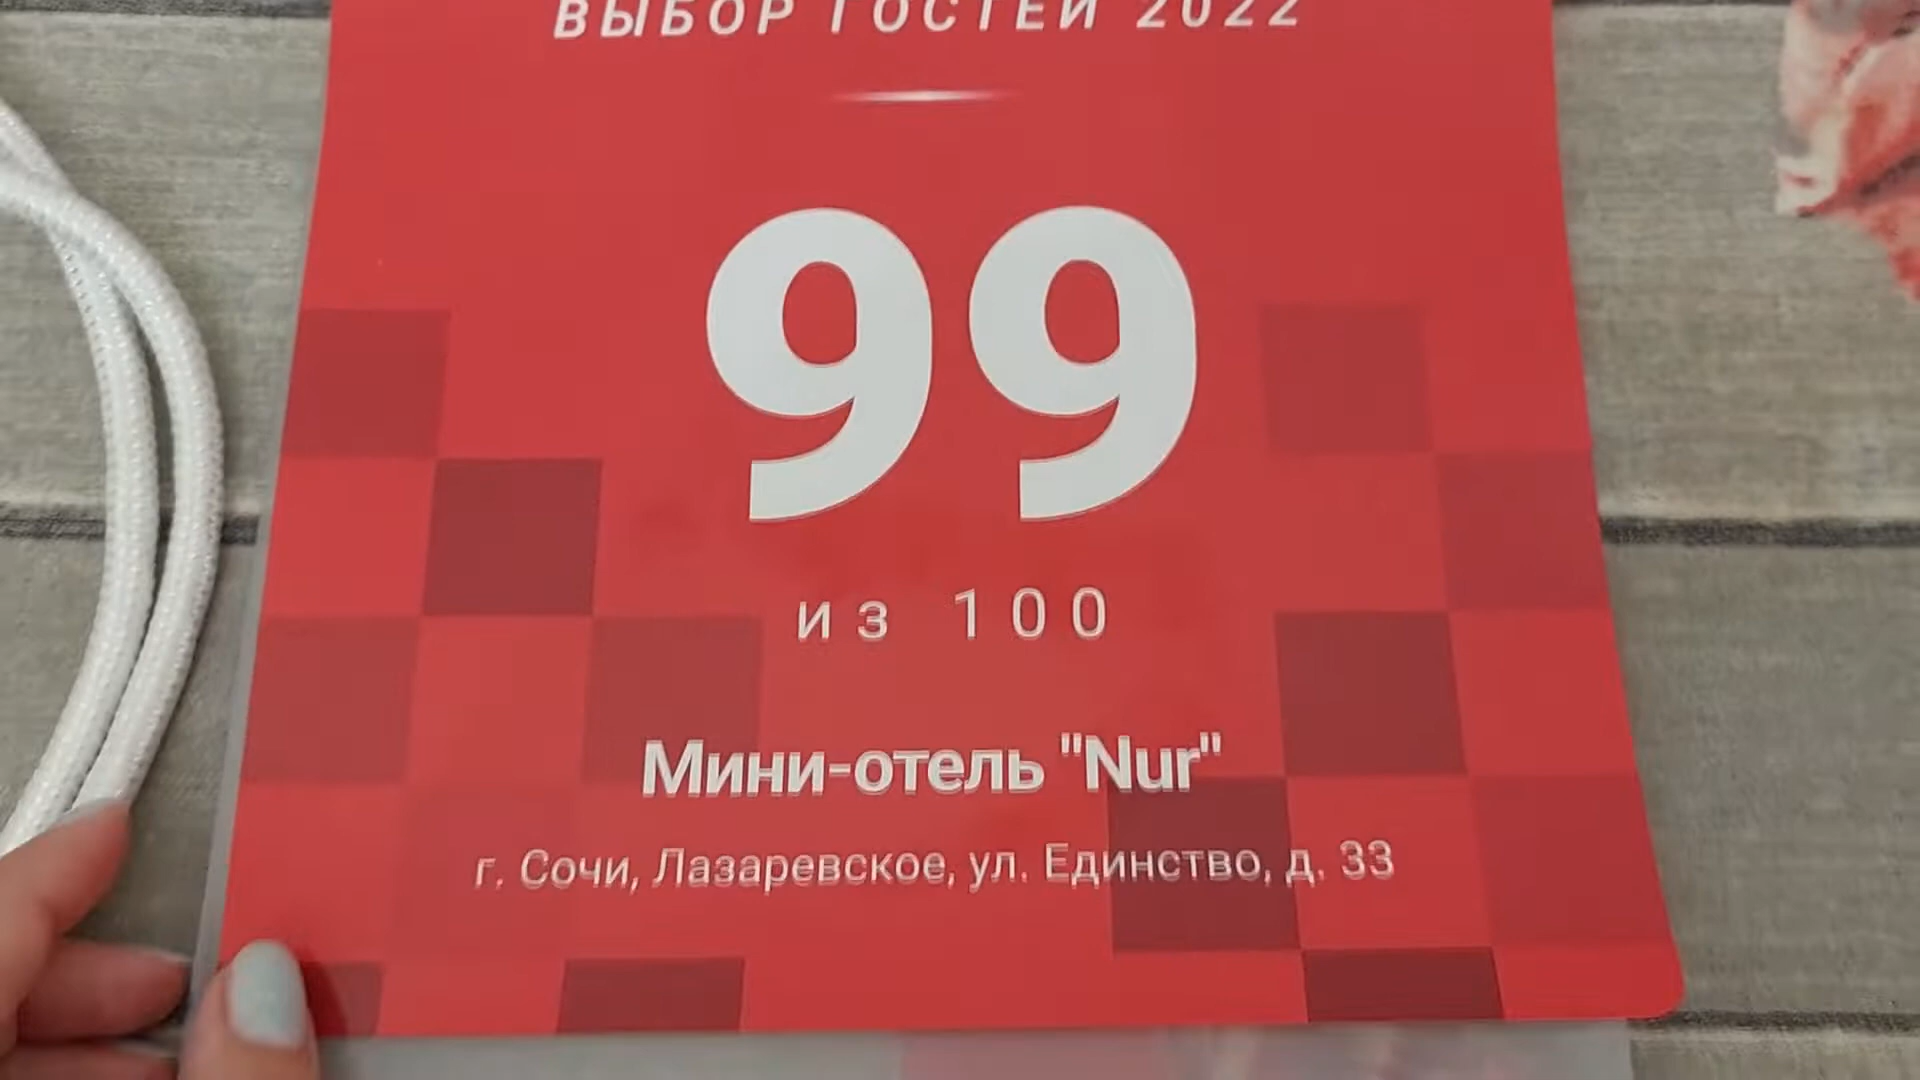 ВЫБОР ГОСТЕЙ 2022
99
из 100
Мини-отель "Nur"
г. Сочи, Лазаревское, ул. Единство, д. 33